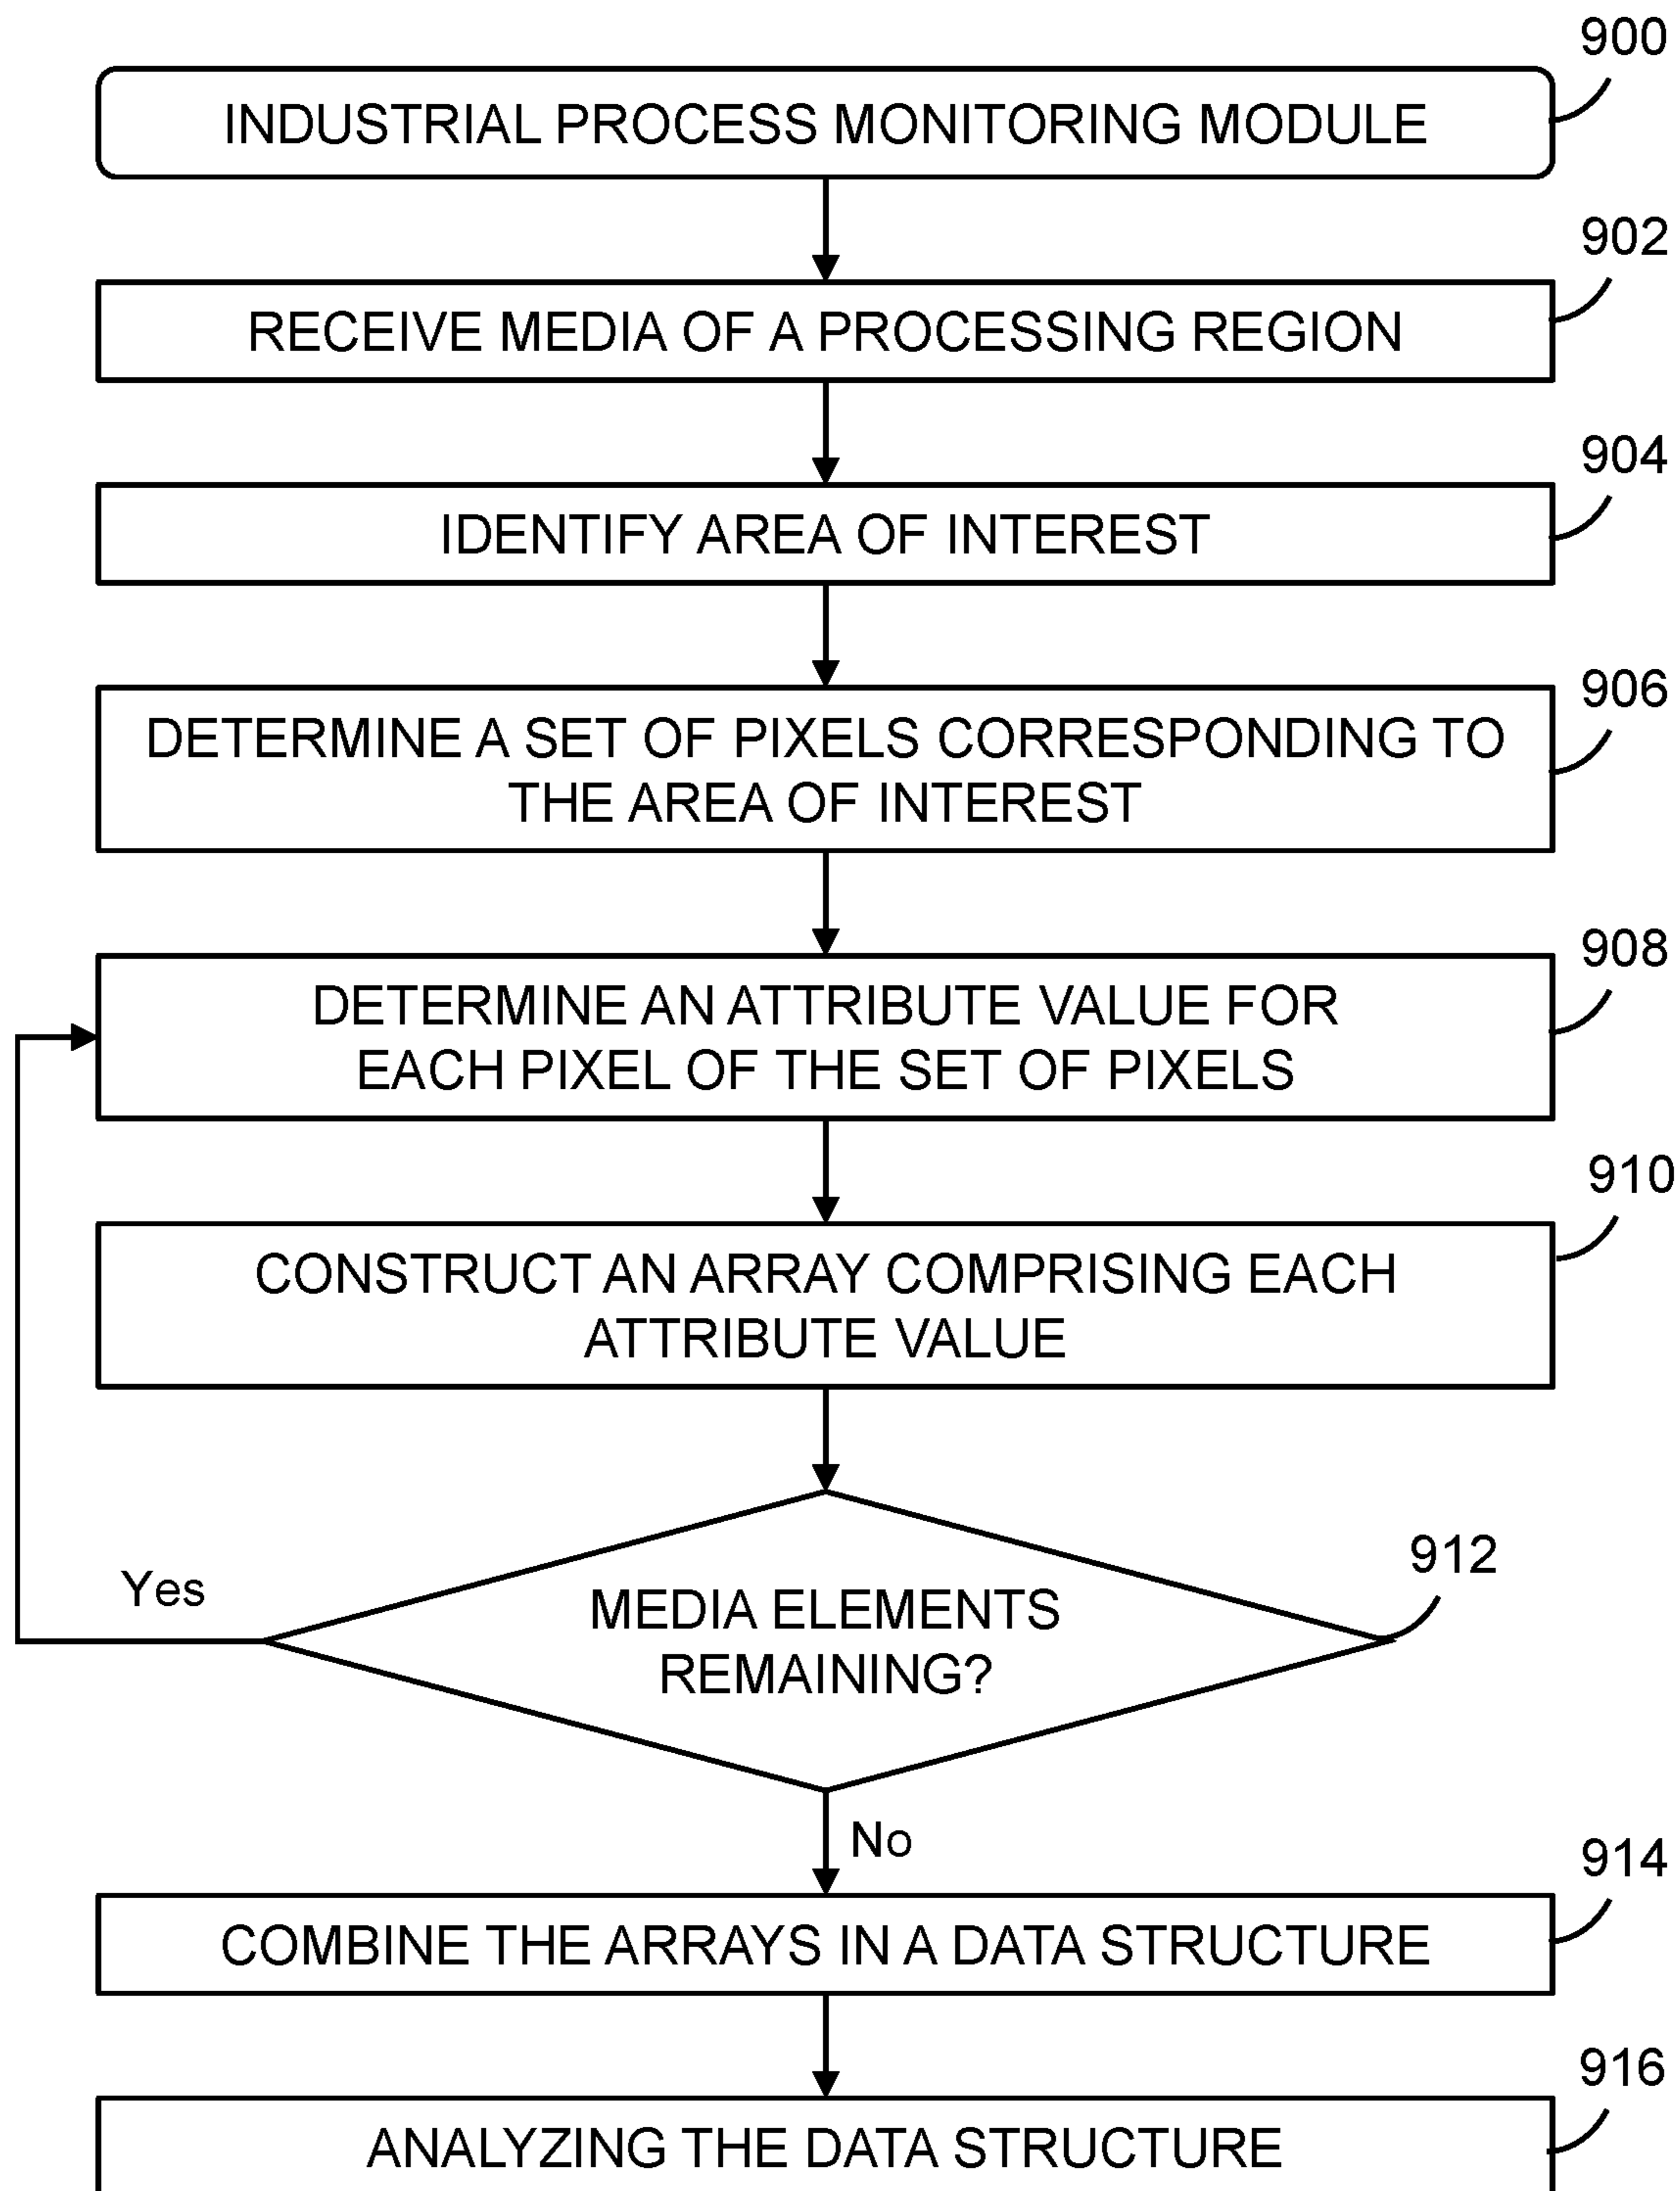 900
INDUSTRIAL PROCESS MONITORING MODULE
902
RECEIVE MEDIA OF A PROCESSING REGION
904
IDENTIFY AREA OF INTEREST
906
DETERMINE A SET OF PIXELS CORRESPONDING TO
THE AREA OF INTEREST
908
DETERMINE AN ATTRIBUTE VALUE FOR
EACH PIXEL OF THE SET OF PIXELS
910
CONSTRUCT AN ARRAY COMPRISING EACH
ATTRIBUTE VALUE
912
Yes
MEDIA ELEMENTS
REMAINING?
No
914
COMBINE THE ARRAYS IN A DATA STRUCTURE
916
ANALYZING THE DATA STRUCTURE